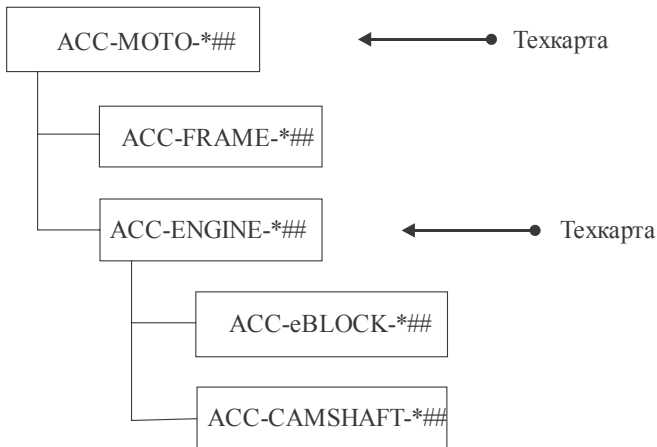 ACC-MOTO-*## Техкарта
ACC-FRAME-*##
ACC-ENGINE-*## Техкарта
ACC-eBLOCK-*##
ACC-CAMSHAFT-*##